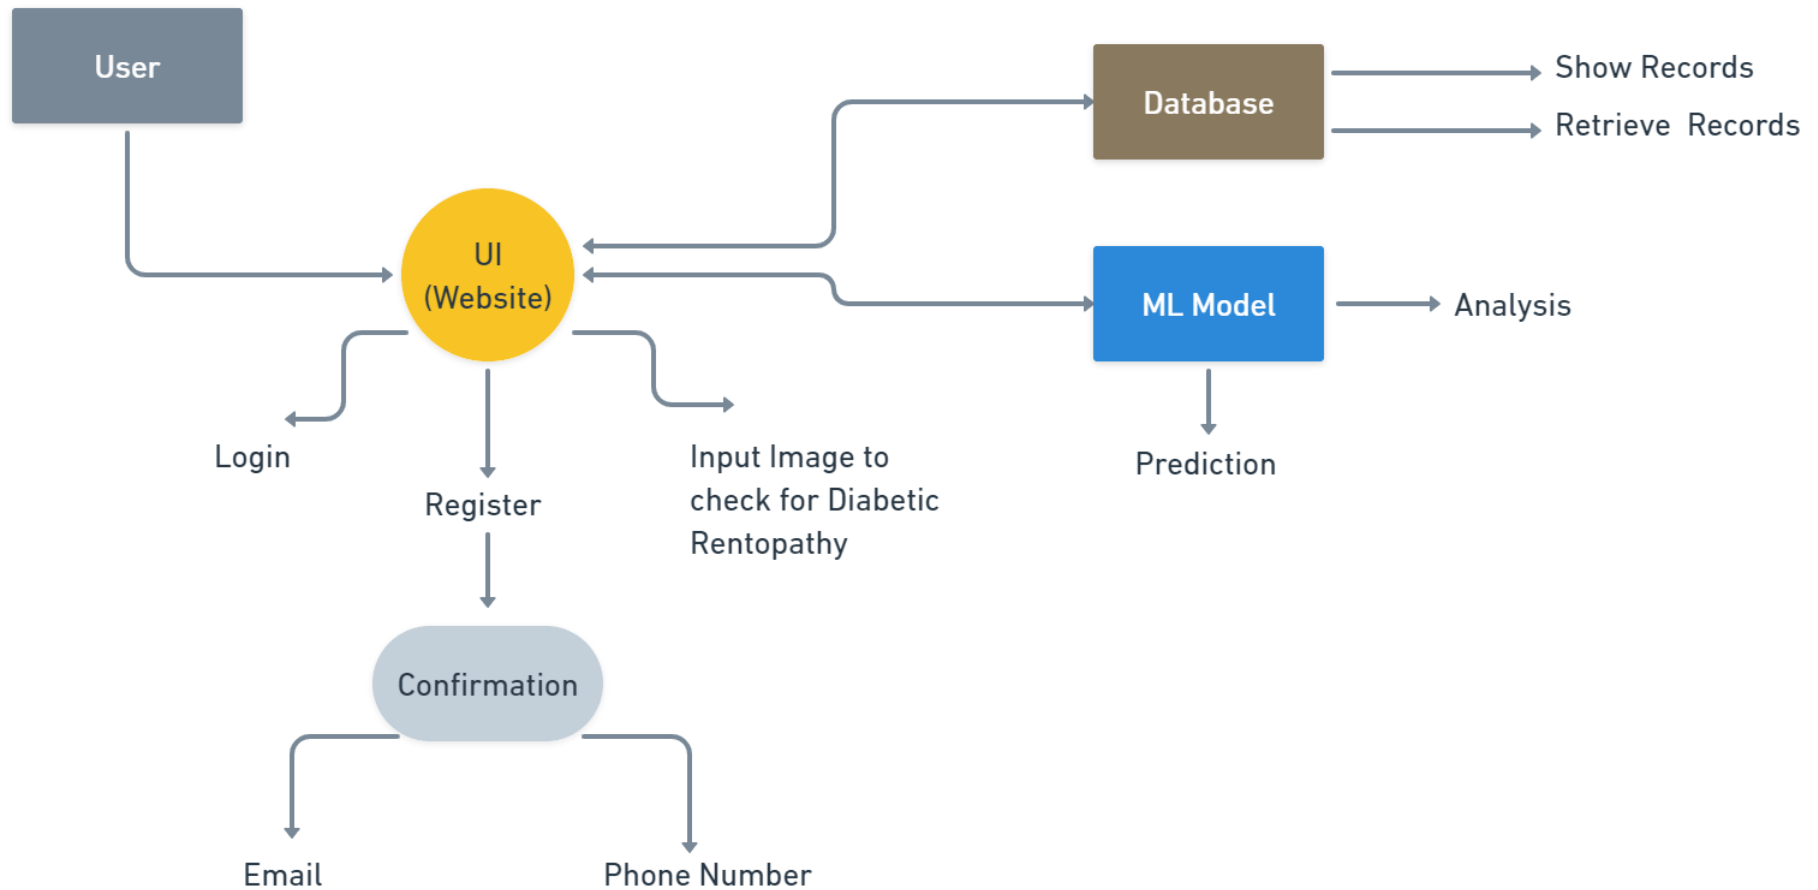 User
Database
Show Records
Retrieve Records
UI
(Website)
ML Model
Analysis
Login
Register
Input Image to
check for Diabetic
Rentopathy
Prediction
Confirmation
Email
Phone Number